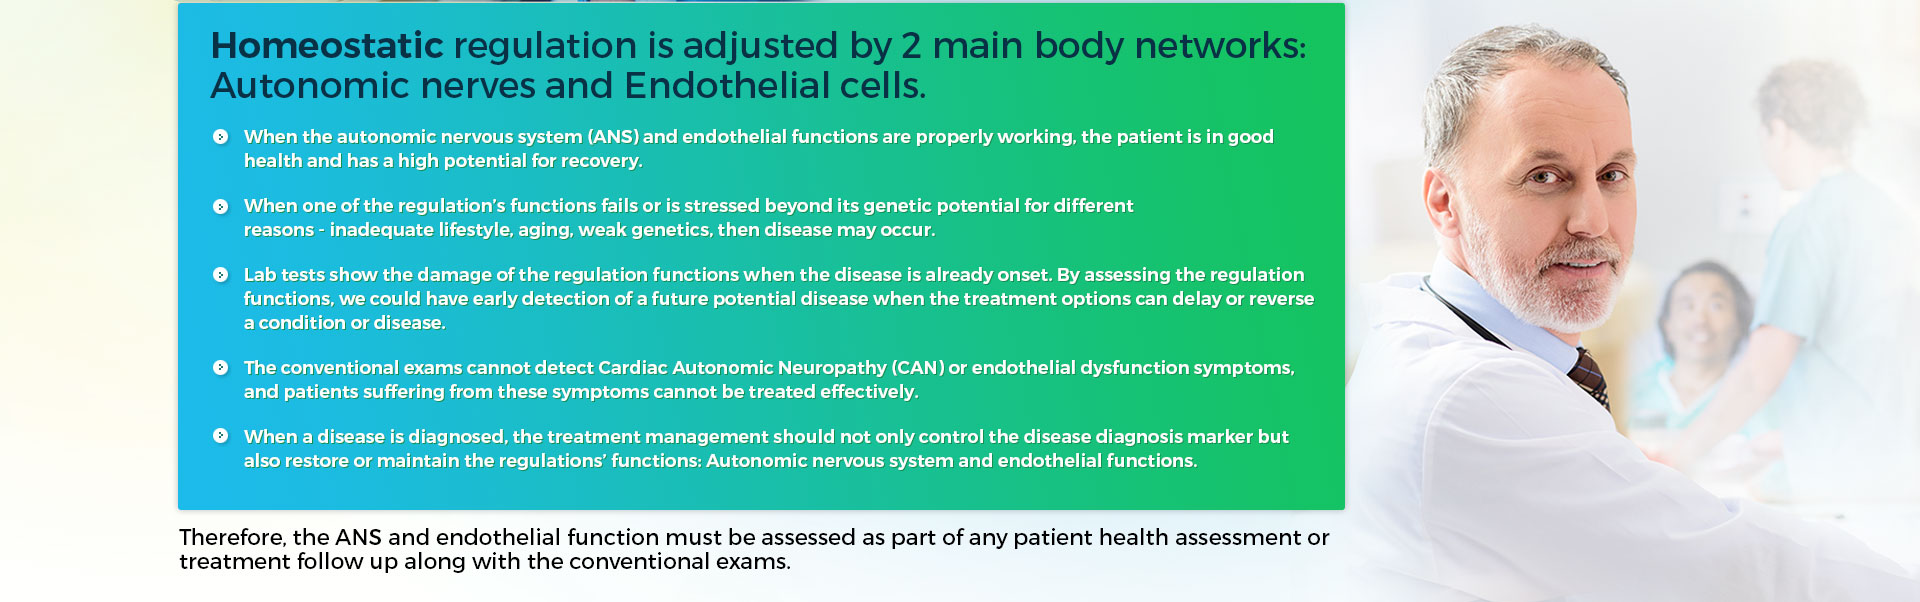 Homeostatic regulation is adjusted by 2 main body networks:
Autonomic nerves and Endothelial cells.
When the autonomic nervous system (ANS) and endothelial functions are properly working, the patient is in good
health and has a high potential for recovery.
When one of the regulation's functions fails or is stressed beyond its genetic potential for different
reasons - inadequate lifestyle, aging, weak genetics, then disease may occur.
Lab tests show the damage of the regulation functions when the disease is already onset. By assessing the regulation
functions, we could have early detection of a future potential disease when the treatment options can delay or reverse
a condition or disease.
The conventional exams cannot detect Cardiac Autonomic Neuropathy (CAN) or endothelial dysfunction symptoms,
and patients suffering from these symptoms cannot be treated effectively.
When a disease is diagnosed, the treatment management should not only control the disease diagnosis marker but
also restore or maintain the regulations' functions: Autonomic nervous system and endothelial functions.
Therefore, the ANS and endothelial function must be assessed as part of any patient health assessment or
treatment follow up along with the conventional exams.